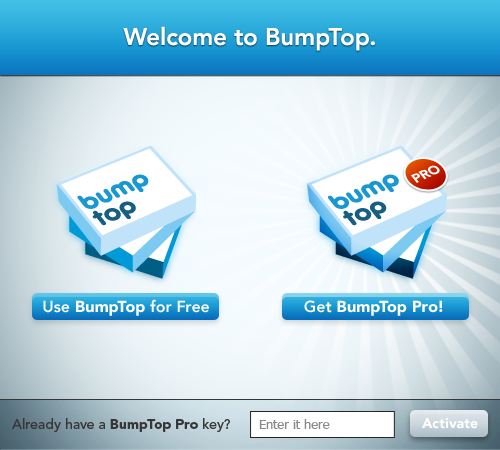 Welcome to BumpTop.
bump
top
bump
top
PRO
Use BumpTop for Free
Get BumpTop Pro!
Already have a BumpTop Pro key?
Enter it here
Activate